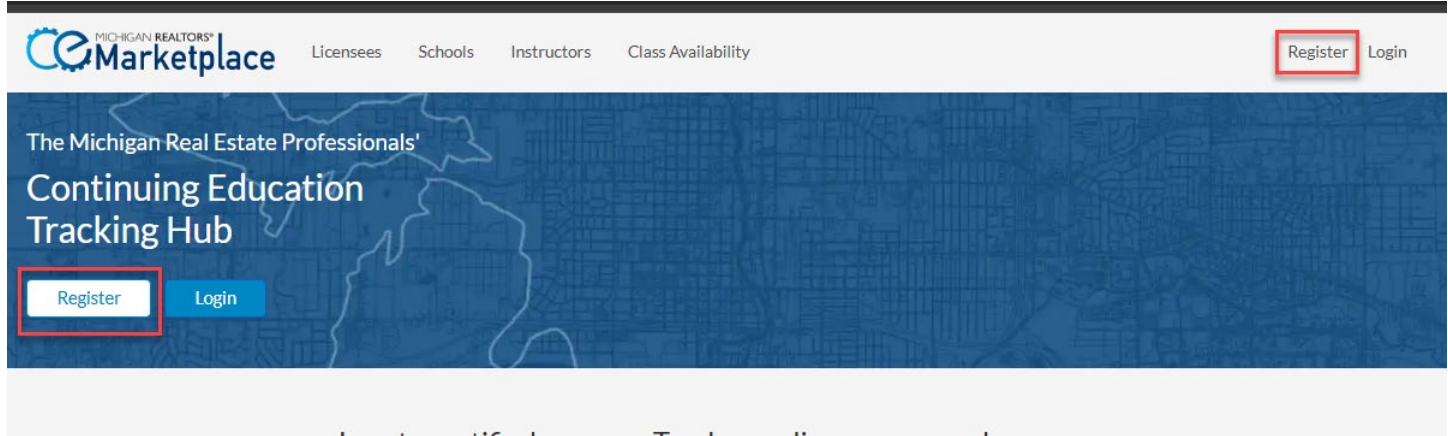 MICHIGAN REALTORS®
CE Marketplace
Licensees Schools Instructors Class Availability
Register Login
The Michigan Real Estate Professionals'
Continuing Education
Tracking Hub
Register Login